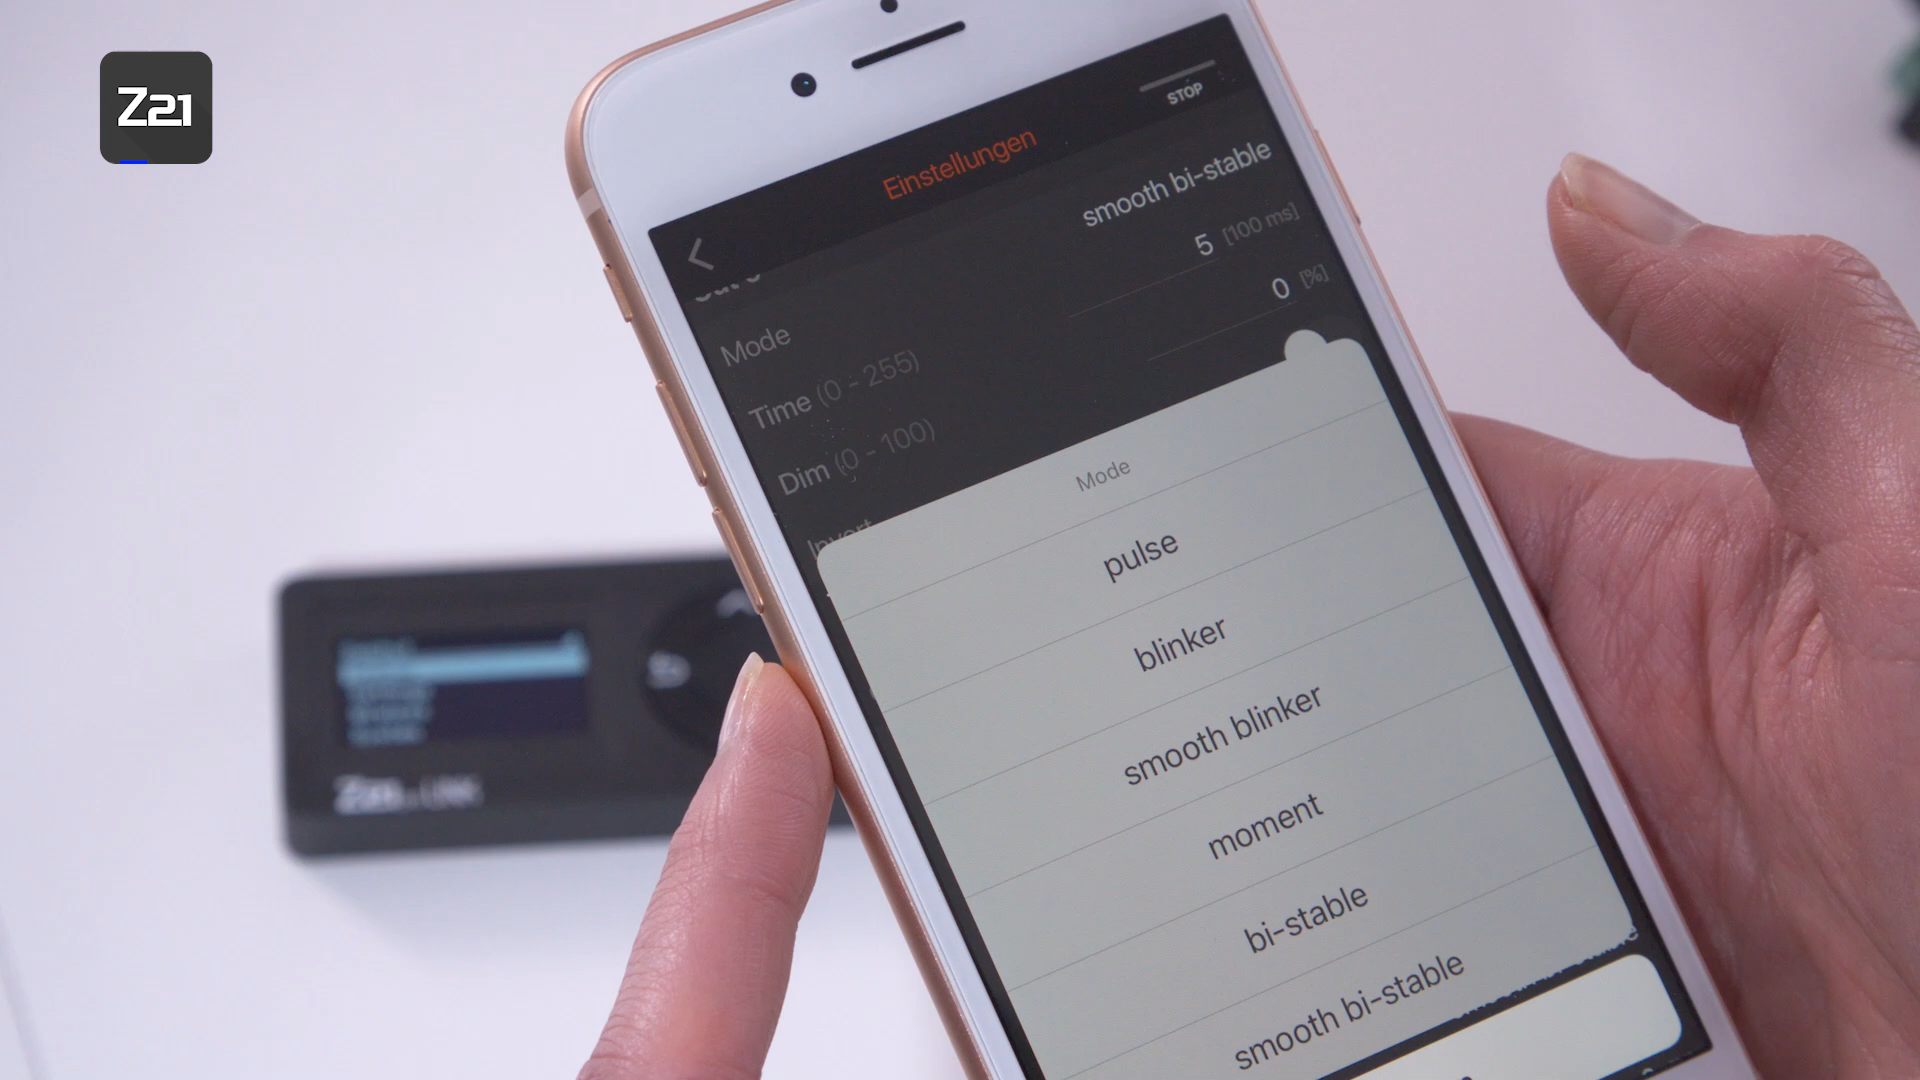 Z21
STOP
Einstellungen
smooth bi-stable
5 [100 ms]
0 [%]
Mode
Time (0 - 255)
Dim (0 - 100)
Invert
Mode
pulse
blinker
smooth blinker
moment
bi-stable
smooth bi-stable